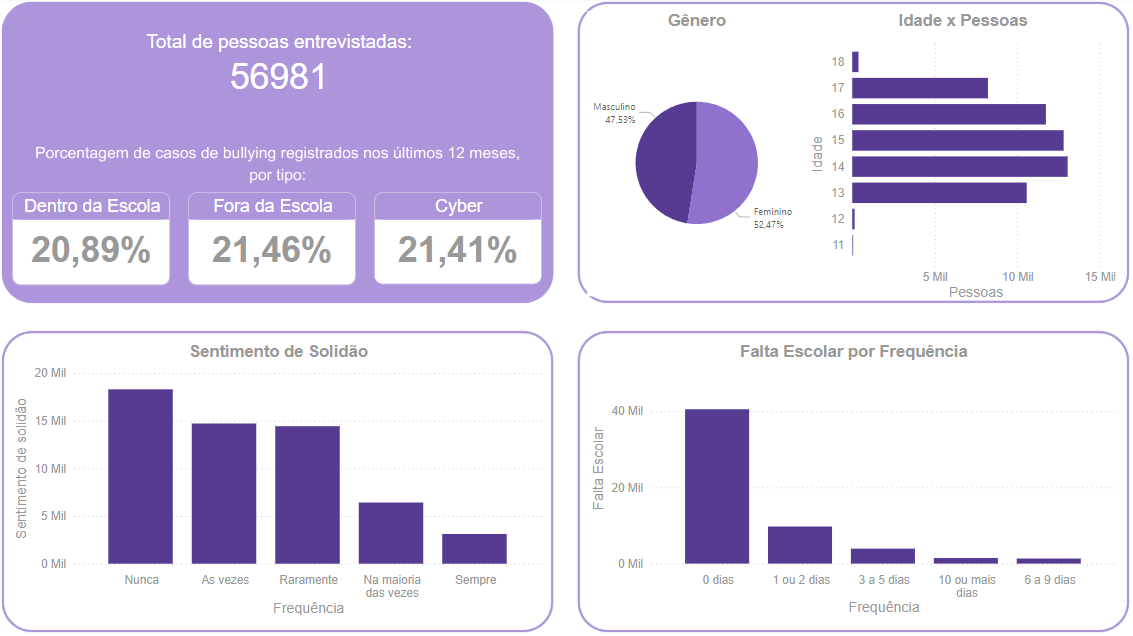 Total de pessoas entrevistadas:
56981
Porcentagem de casos de bullying registrados nos últimos 12 meses,
por tipo:
Dentro da Escola
20,89%
Fora da Escola
21,46%
Cyber
21,41%
Gênero
Masculino
47,53%
Feminino
52,47%
Idade x Pessoas
Idade
18
17
16
15
14
13
12
11
5 Mil
10 Mil
15 Mil
Pessoas
Sentimento de Solidão
Sentimento de solidão
20 Mil
15 Mil
10 Mil
5 Mil
0 Mil
Nunca
As vezes
Raramente
Na maioria
das vezes
Sempre
Frequência
Falta Escolar por Frequência
Falta Escolar
40 Mil
20 Mil
0 Mil
0 dias
1 ou 2 dias
3 a 5 dias
10 ou mais
dias
6 a 9 dias
Frequência